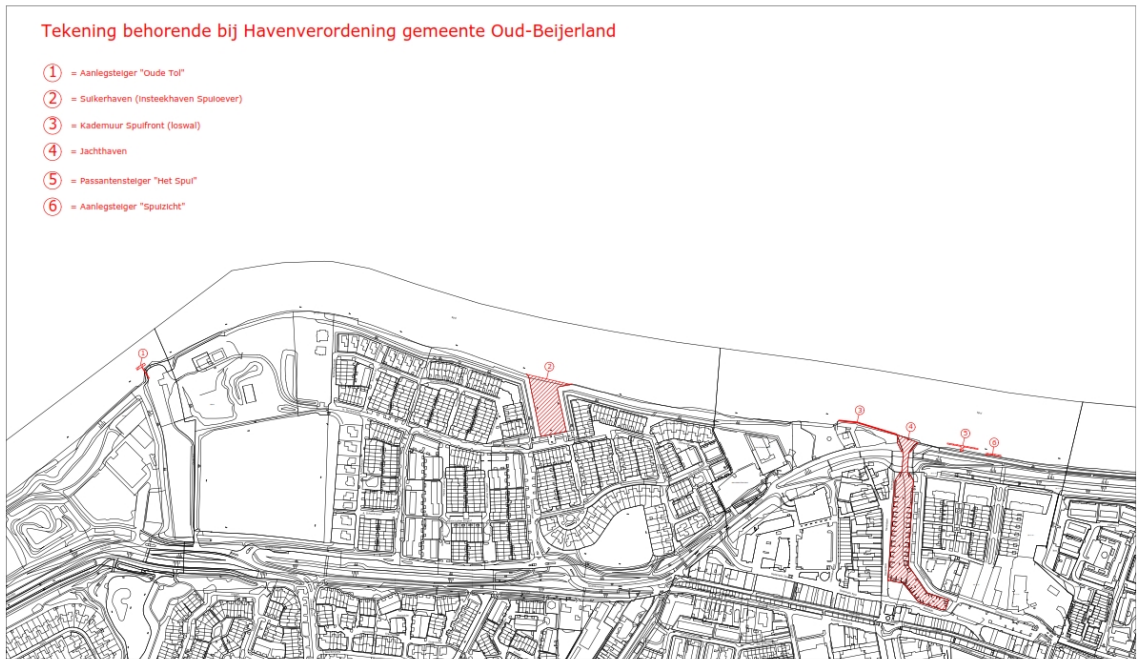 Tekening behorende bij Havenverordening gemeente Oud-Beijerland
1 = Aanlegsteiger "Oude Tol"
2 = Suikerhaven (Insteekhaven Spuioever)
3 = Kademuur Spuifront (loswal)
4 = Jachthaven
5 = Passantensteiger "Het Spui"
6 = Aanlegsteiger "Spuizicht"
1
2
3
4
5
6